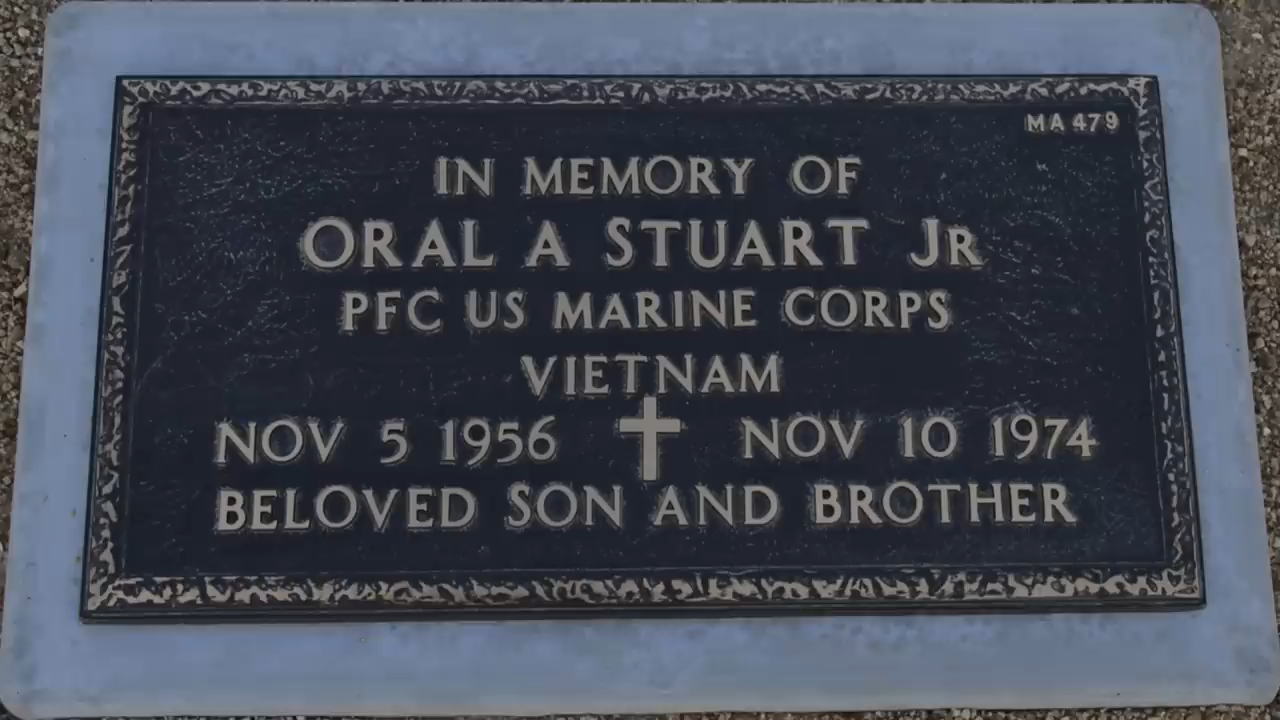 MA 479
IN MEMORY OF
ORAL A STUART JR
PFC US MARINE CORPS
VIETNAM
NOV 5 1956 NOV 10 1974
BELOVED SON AND BROTHER